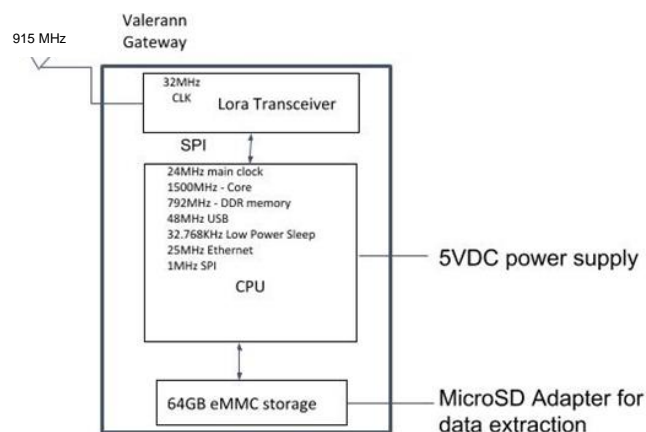 Valerann
Gateway
915 MHz
32MHz
CLK
Lora Transceiver
SPI
24MHz main clock
1500MHz - Core
792MHz - DDR memory
48MHz USB
32.768KHz Low Power Sleep
25MHz Ethernet
1MHz SPI
CPU
5VDC power supply
64GB eMMC storage
MicroSD Adapter for
data extraction